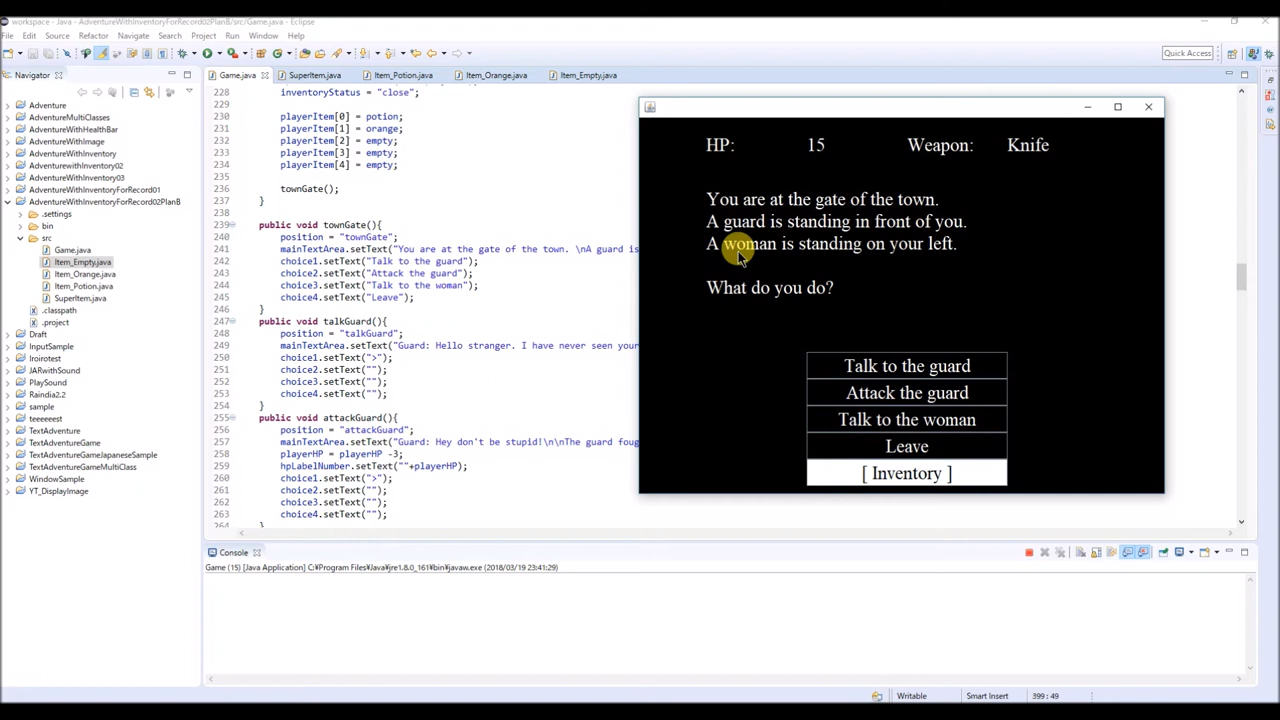 workspace - Java - AdventureWithInventoryForRecord02PlanB/src/Game.java - Eclipse
File Edit Source Refactor Navigate Search Project Run Window Help
Quick Access
Navigator
Game.java SuperItem.java Item_Potion.java Item_Orange.java Item_Empty.java
Adventure
AdventureMultiClasses
AdventureWithHealthBar
AdventureWithImage
AdventureWithInventory
AdventurewithInventory02
AdventureWithInventory03
AdventureWithInventoryForRecord01
AdventureWithInventoryForRecord02PlanB
.settings
bin
src
Game.java
Item_Empty.java
Item_Orange.java
Item_Potion.java
SuperItem.java
.classpath
.project
Draft
InputSample
Iroirotest
JARwithSound
PlaySound
Raindia2.2
sample
teeeeeest
TextAdventure
TextAdventureGame
TextAdventureGameJapaneseSample
TextAdventureGameMultiClass
WindowSample
YT_DisplayImage
228 inventoryStatus = "close";
229
230 playerItem[0] = potion;
231 playerItem[1] = orange;
232 playerItem[2] = empty;
233 playerItem[3] = empty;
234 playerItem[4] = empty;
235
236 townGate();
237 }
238
239 public void townGate(){
240 position = "townGate";
241 mainTextArea.setText("You are at the gate of the town. \nA guard is
242 choice1.setText("Talk to the guard");
243 choice2.setText("Attack the guard");
244 choice3.setText("Talk to the woman");
245 choice4.setText("Leave");
246 }
247 public void talkGuard(){
248 position = "talkGuard";
249 mainTextArea.setText("Guard: Hello stranger. I have never seen your
250 choice1.setText(">");
251 choice2.setText("");
252 choice3.setText("");
253 choice4.setText("");
254 }
255 public void attackGuard(){
256 position = "attackGuard";
257 mainTextArea.setText("Guard: Hey don't be stupid!\n\nThe guard foug
258 playerHP = playerHP -3;
259 hpLabelNumber.setText(""+playerHP);
260 choice1.setText(">");
261 choice2.setText("");
262 choice3.setText("");
263 choice4.setText("");
264 }
HP: 15 Weapon: Knife
You are at the gate of the town.
A guard is standing in front of you.
A woman is standing on your left.
What do you do?
Talk to the guard
Attack the guard
Talk to the woman
Leave
[ Inventory ]
Console
Game (15) [Java Application] C:¥Program Files¥Java¥jre1.8.0_161¥bin¥javaw.exe (2018/03/19 23:41:29)
Writable Smart Insert 399 : 49